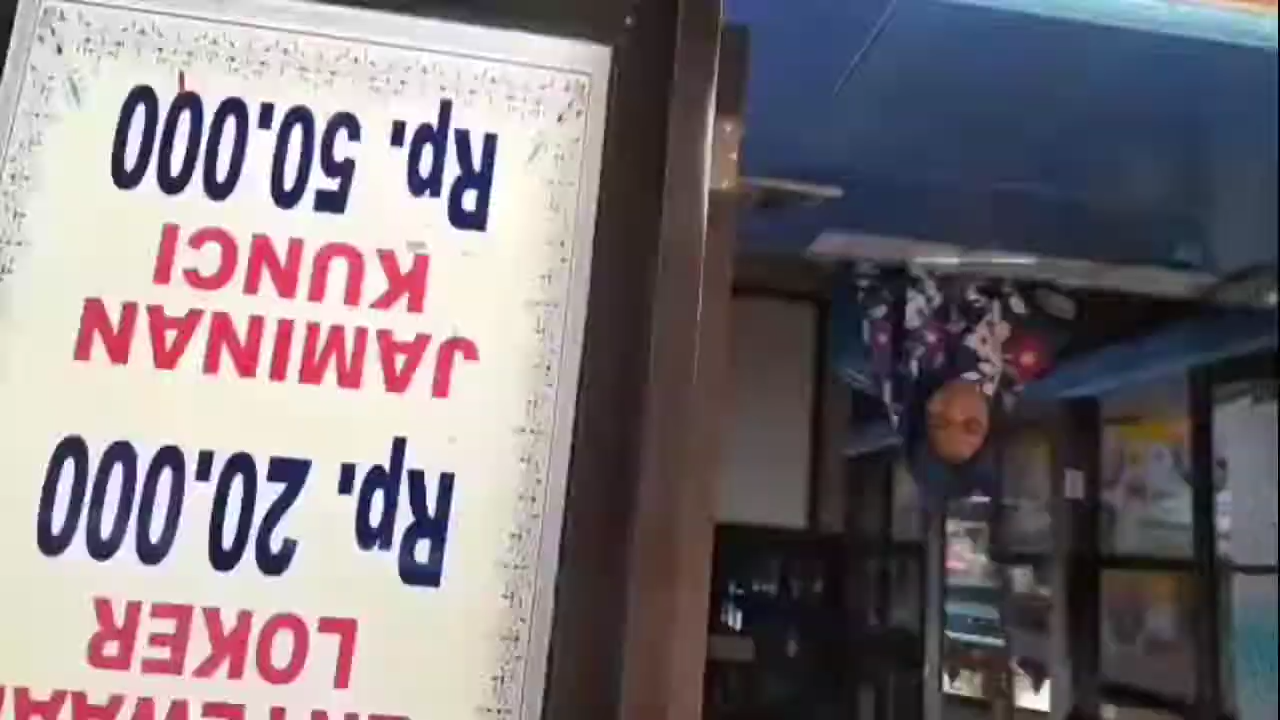 LOKER
Rp. 20.000
JAMINAN
KUNCI
Rp. 50.000